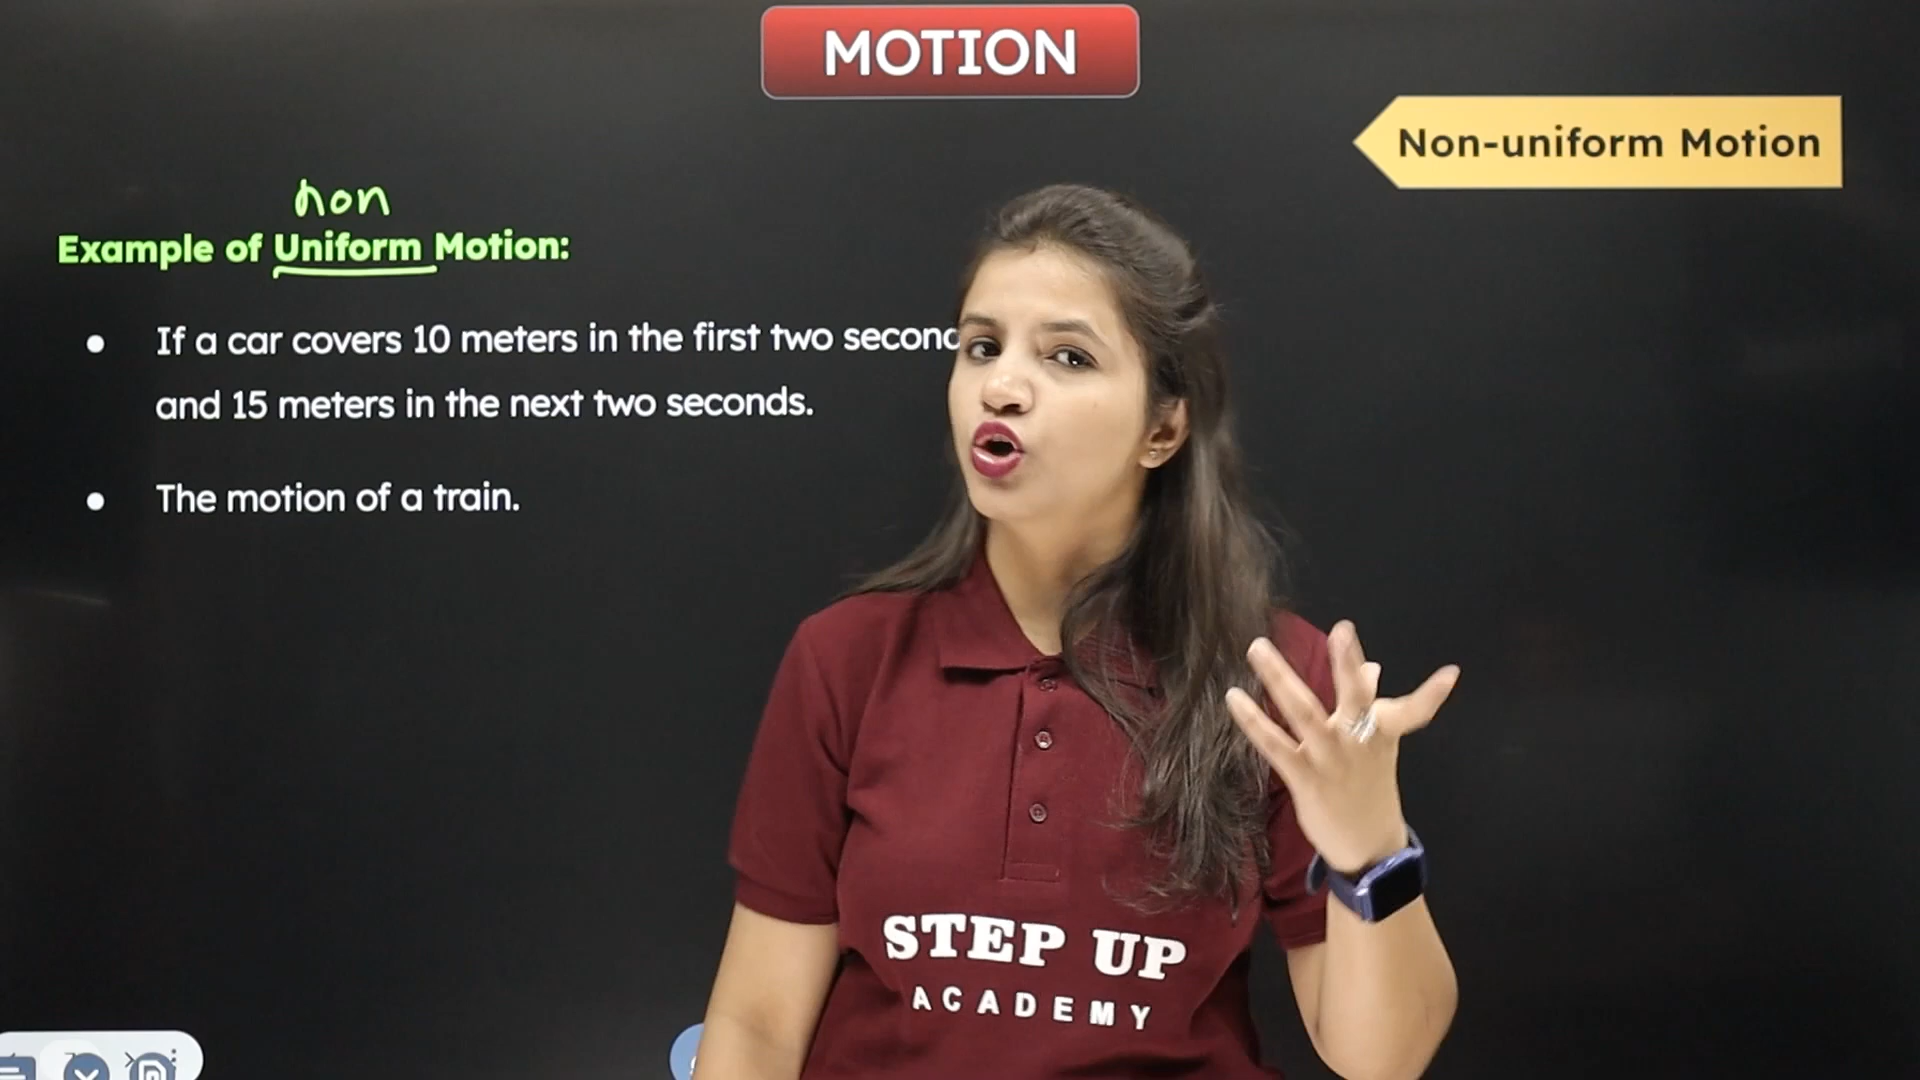 MOTION
Non-uniform Motion
non
Example of Uniform Motion:
• If a car covers 10 meters in the first two
and 15 meters in the next two seconds.
• The motion of a train.
STEP UP
ACADEMY